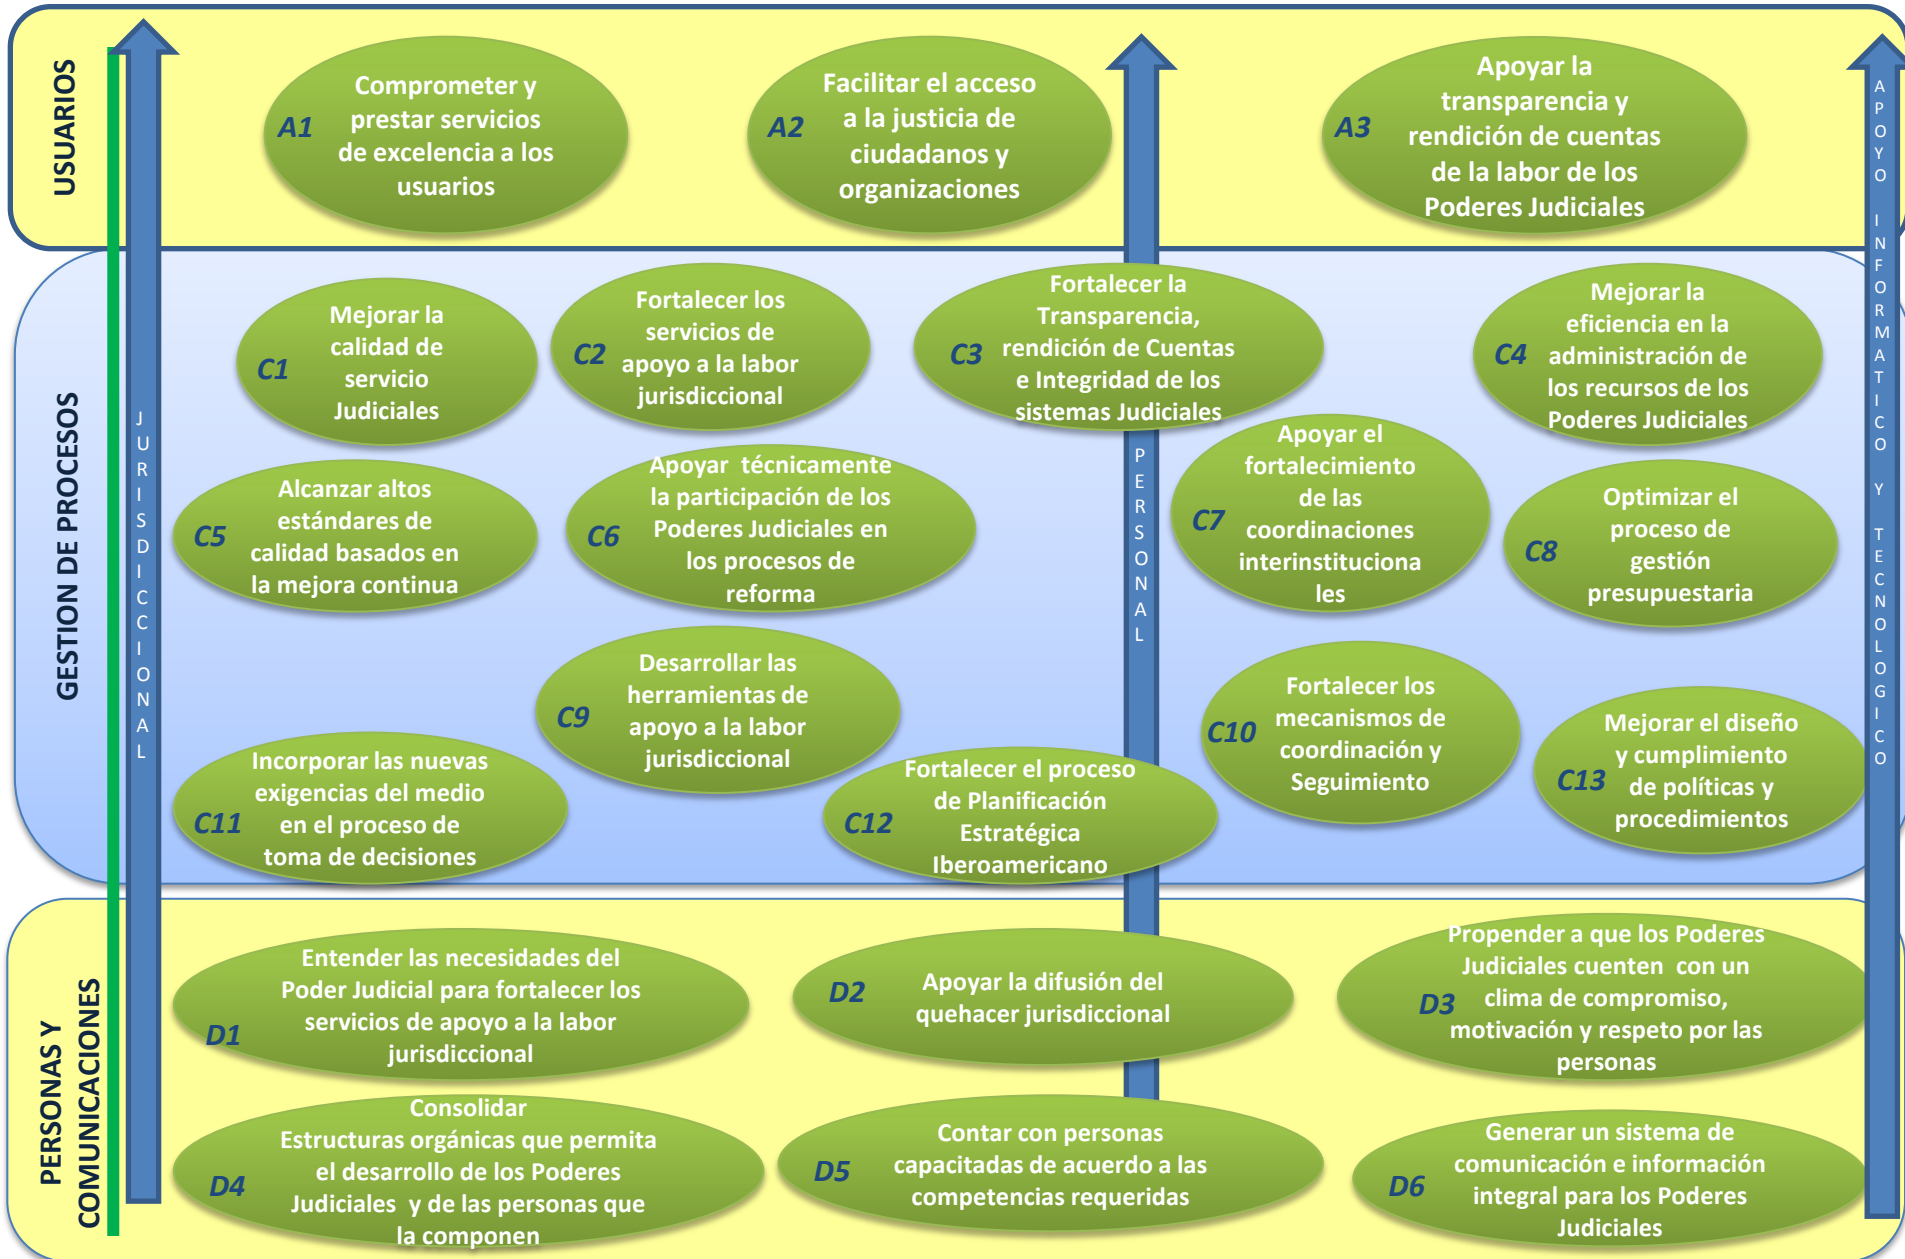 USUARIOS
A1
Comprometer y
prestar servicios
de excelencia a los
usuarios
A2
Facilitar el acceso
a la justicia de
ciudadanos y
organizaciones
A3
Apoyar la
transparencia y
rendición de cuentas
de la labor de los
Poderes Judiciales
GESTION DE PROCESOS
C1
Mejorar la
calidad de
servicio
Judiciales
C2
Fortalecer los
servicios de
apoyo a la labor
jurisdiccional
C3
Fortalecer la
Transparencia,
rendición de Cuentas
e Integridad de los
sistemas Judiciales
C4
Mejorar la
eficiencia en la
administración de
los recursos de los
Poderes Judiciales
C5
Alcanzar altos
estándares de
calidad basados en
la mejora continua
C6
Apoyar técnicamente
la participación de los
Poderes Judiciales en
los procesos de
reforma
C7
Apoyar el
fortalecimiento
de las
coordinaciones
interinstituciona
les
C8
Optimizar el
proceso de
gestión
presupuestaria
C9
Desarrollar las
herramientas de
apoyo a la labor
jurisdiccional
C10
Fortalecer los
mecanismos de
coordinación y
Seguimiento
C11
Incorporar las nuevas
exigencias del medio
en el proceso de
toma de decisiones
C12
Fortalecer el proceso
de Planificación
Estratégica
Iberoamericano
C13
Mejorar el diseño
y cumplimiento
de políticas y
procedimientos
PERSONAS Y
COMUNICACIONES
D1
Entender las necesidades del
Poder Judicial para fortalecer los
servicios de apoyo a la labor
jurisdiccional
D2
Apoyar la difusión del
quehacer jurisdiccional
D3
Propender a que los Poderes
Judiciales cuenten con un
clima de compromiso,
motivación y respeto por las
personas
D4
Consolidar
Estructuras orgánicas que permita
el desarrollo de los Poderes
Judiciales y de las personas que
la componen
D5
Contar con personas
capacitadas de acuerdo a las
competencias requeridas
D6
Generar un sistema de
comunicación e información
integral para los Poderes
Judiciales
JURISDICCIONAL
PERSONAL
APOYO INFORMATICO Y TECNOLOGICO